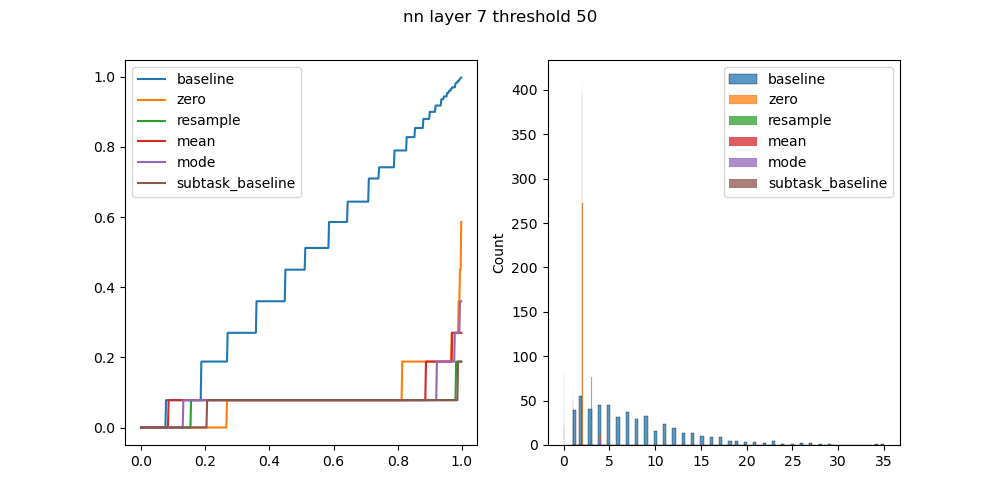 nn layer 7 threshold 50
baseline
zero
resample
mean
mode
subtask_baseline
1.0
0.8
0.6
0.4
0.2
0.0
0.0 0.2 0.4 0.6 0.8 1.0
baseline
zero
resample
mean
mode
subtask_baseline
Count
400
350
300
250
200
150
100
50
0
0 5 10 15 20 25 30 35